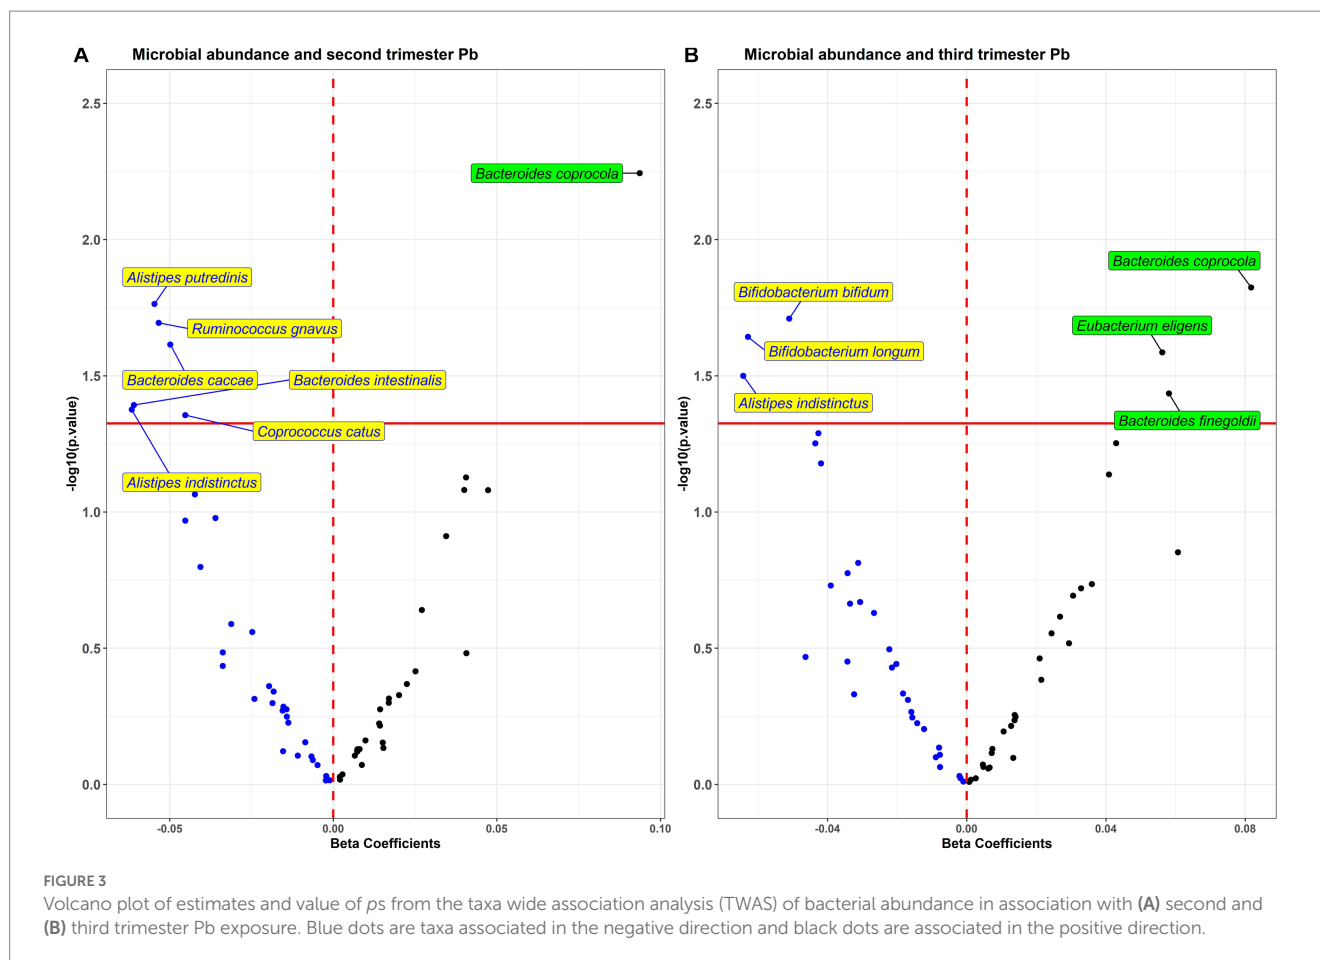 A
Microbial abundance and second trimester Pb
2.5
2.0
1.5
1.0
0.5
0.0
-log10(p.value)
Bacteroides coprocola
Alistipes putredinis
Ruminococcus gnavus
Bacteroides caccae
Bacteroides intestinalis
Coprococcus catus
Alistipes indistinctus
-0.05
0.00
0.05
0.10
Beta Coefficients
B
Microbial abundance and third trimester Pb
2.5
2.0
1.5
1.0
0.5
0.0
-log10(p.value)
Bacteroides coprocola
Bifidobacterium bifidum
Eubacterium eligens
Bifidobacterium longum
Alistipes indistinctus
Bacteroides finegoldii
-0.04
0.00
0.04
0.08
Beta Coefficients
FIGURE 3
Volcano plot of estimates and value of ps from the taxa wide association analysis (TWAS) of bacterial abundance in association with (A) second and
(B) third trimester Pb exposure. Blue dots are taxa associated in the negative direction and black dots are associated in the positive direction.